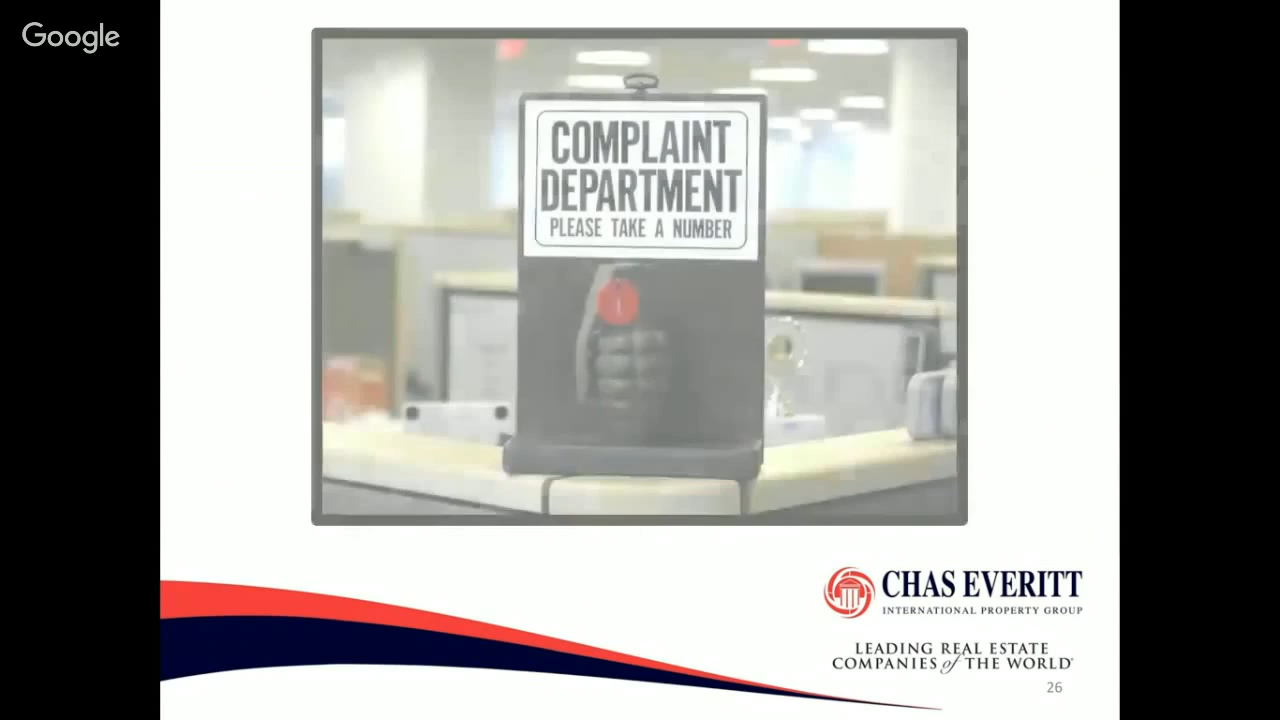 Google
COMPLAINT
DEPARTMENT
PLEASE TAKE A NUMBER
1
CHAS EVERITT
INTERNATIONAL PROPERTY GROUP
LEADING REAL ESTATE
COMPANIES of THE WORLD
26